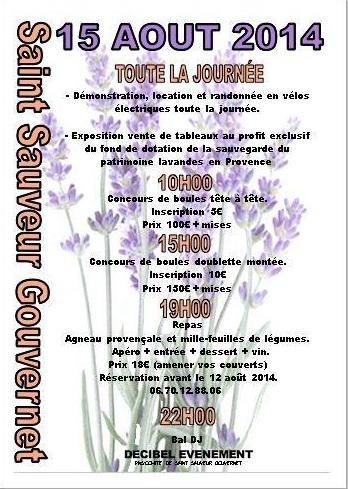 Saint Sauveur Gouvernet
15 AOUT 2014
TOUTE LA JOURNÉE
- Démonstration, location et randonnée en vélos
électriques toute la journée.
- Exposition vente de tableaux au profit exclusif
du fond de dotation de la sauvegarde du
patrimoine lavandes en Provence
10H00
Concours de boules tête à tête.
Inscription 5€
Prix 100€ + mises
15H00
Concours de boules doublette montée.
Inscription 10€
Prix 150€ + mises
19H00
Repas
Agneau provençale et mille-feuilles de légumes.
Apéro + entrée + dessert + vin.
Prix 18€ (amener vos couverts)
Réservation avant le 12 août 2014.
06.70.12.88.06
22H00
Bal DJ
DECIBEL EVENEMENT
DE SAINT SAUVEUR GOUVERNET